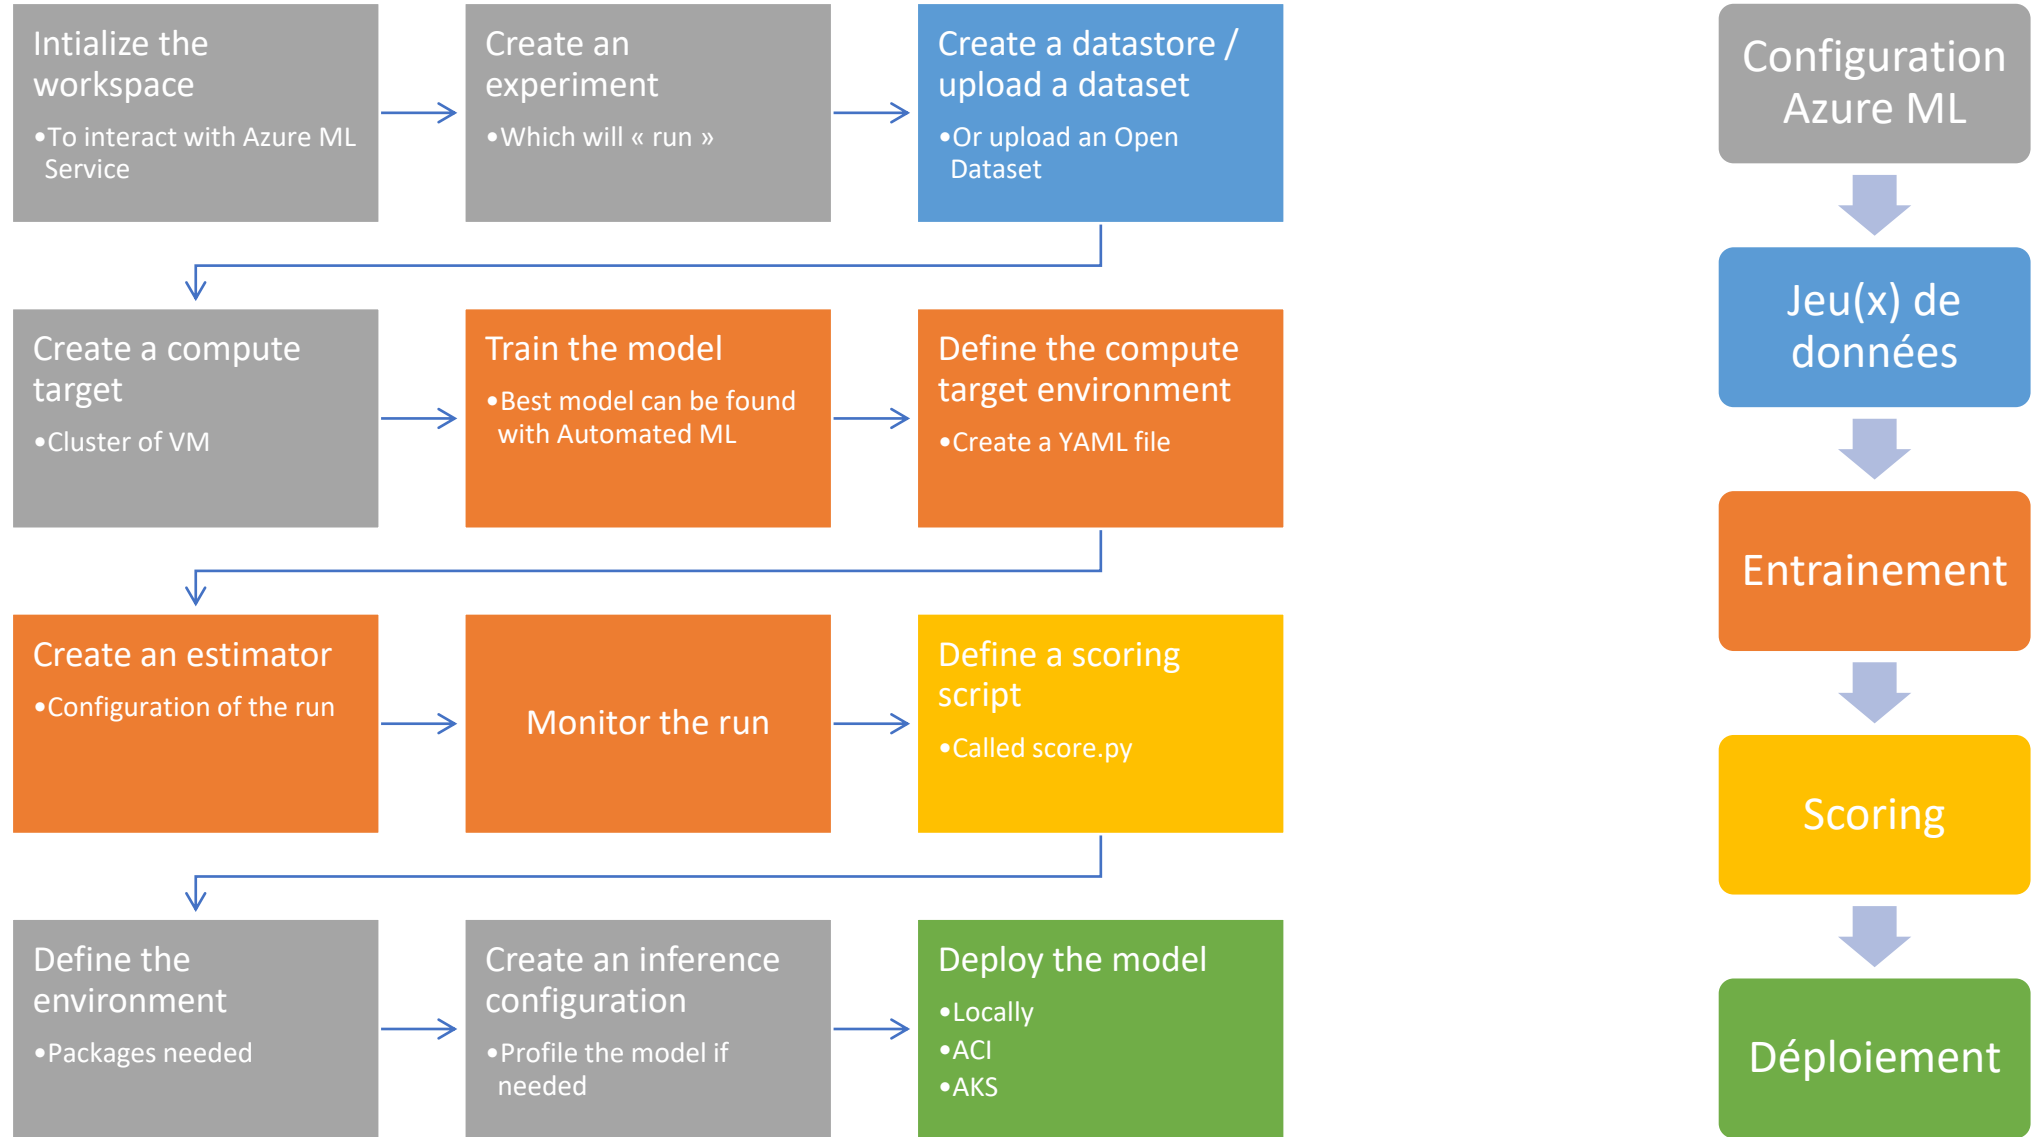 Intialize the
workspace
•To interact with Azure ML
Service
Create an
experiment
•Which will « run »
Create a datastore /
upload a dataset
•Or upload an Open
Dataset
Create a compute
target
•Cluster of VM
Train the model
•Best model can be found
with Automated ML
Define the compute
target environment
•Create a YAML file
Create an estimator
•Configuration of the run
Monitor the run
Define a scoring
script
•Called score.py
Define the
environment
•Packages needed
Create an inference
configuration
•Profile the model if
needed
Deploy the model
•Locally
•ACI
•AKS
Configuration
Azure ML
Jeu(x) de
données
Entrainement
Scoring
Déploiement